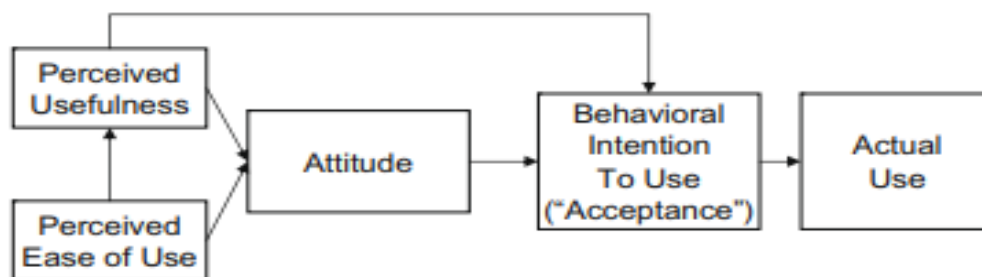 Perceived
Usefulness
Perceived
Ease of Use
Attitude
Behavioral
Intention
To Use
(“Acceptance”)
Actual
Use